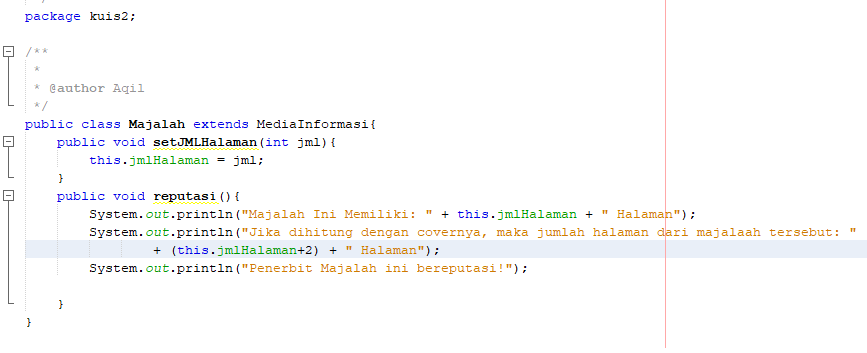 package kuis2;
/**
*
* @author Aqil
*/
public class Majalah extends MediaInformasi{
public void setJMLHalaman(int jml){
this.jmlHalaman = jml;
}
public void reputasi(){
System.out.println("Majalah Ini Memiliki: " + this.jmlHalaman + " Halaman");
System.out.println("Jika dihitung dengan covernya, maka jumlah halaman dari majalaah tersebut: "
+ (this.jmlHalaman+2) + " Halaman");
System.out.println("Penerbit Majalah ini bereputasi!");
}
}